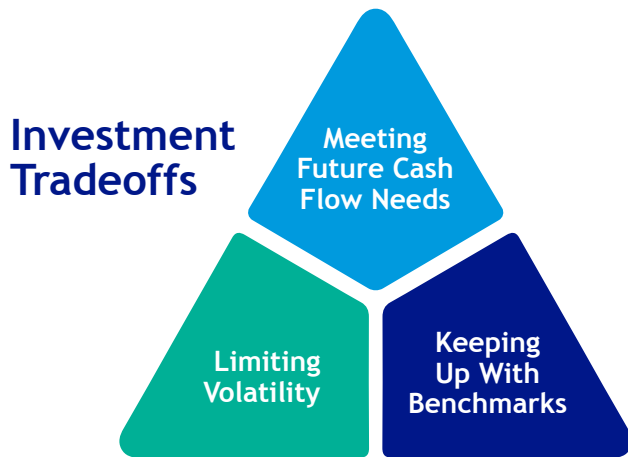 Investment
Tradeoffs
Meeting
Future Cash
Flow Needs
Limiting
Volatility
Keeping
Up With
Benchmarks